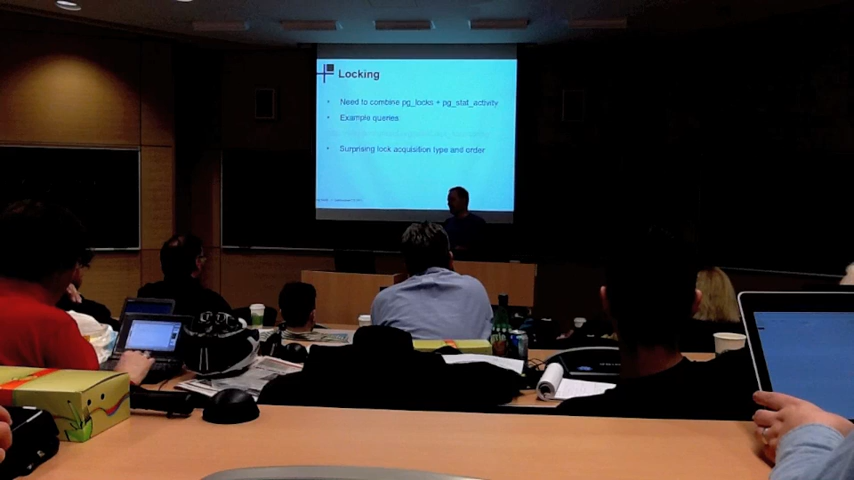 Locking
Need to combine pg_locks + pg_stat_activity
Example queries
Surprising lock acquisition type and order